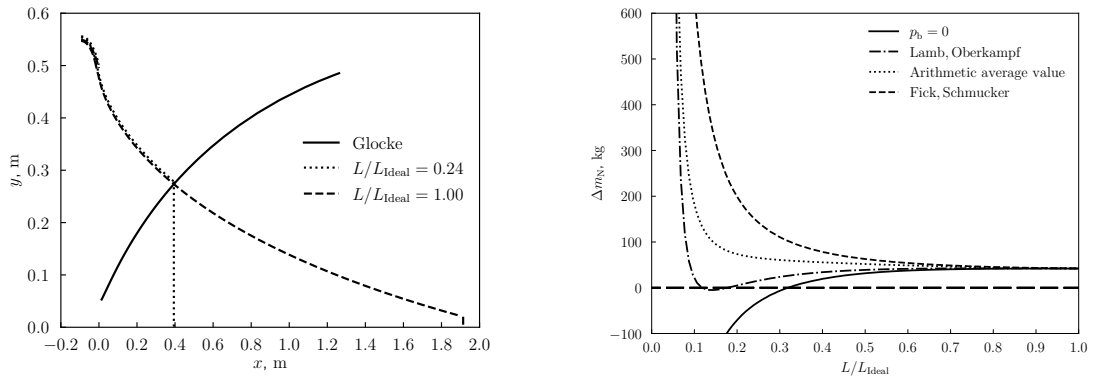 0.6
0.5
0.4
0.3
0.2
0.1
0.0
y, m
Glocke
L/L_Ideal = 0.24
L/L_Ideal = 1.00
−0.2 0.0 0.2 0.4 0.6 0.8 1.0 1.2 1.4 1.6 1.8 2.0
x, m
600
500
400
300
200
100
0
−100
Δm_N, kg
p_b = 0
Lamb, Oberkampf
Arithmetic average value
Fick, Schmucker
0.0 0.1 0.2 0.3 0.4 0.5 0.6 0.7 0.8 0.9 1.0
L/L_Ideal